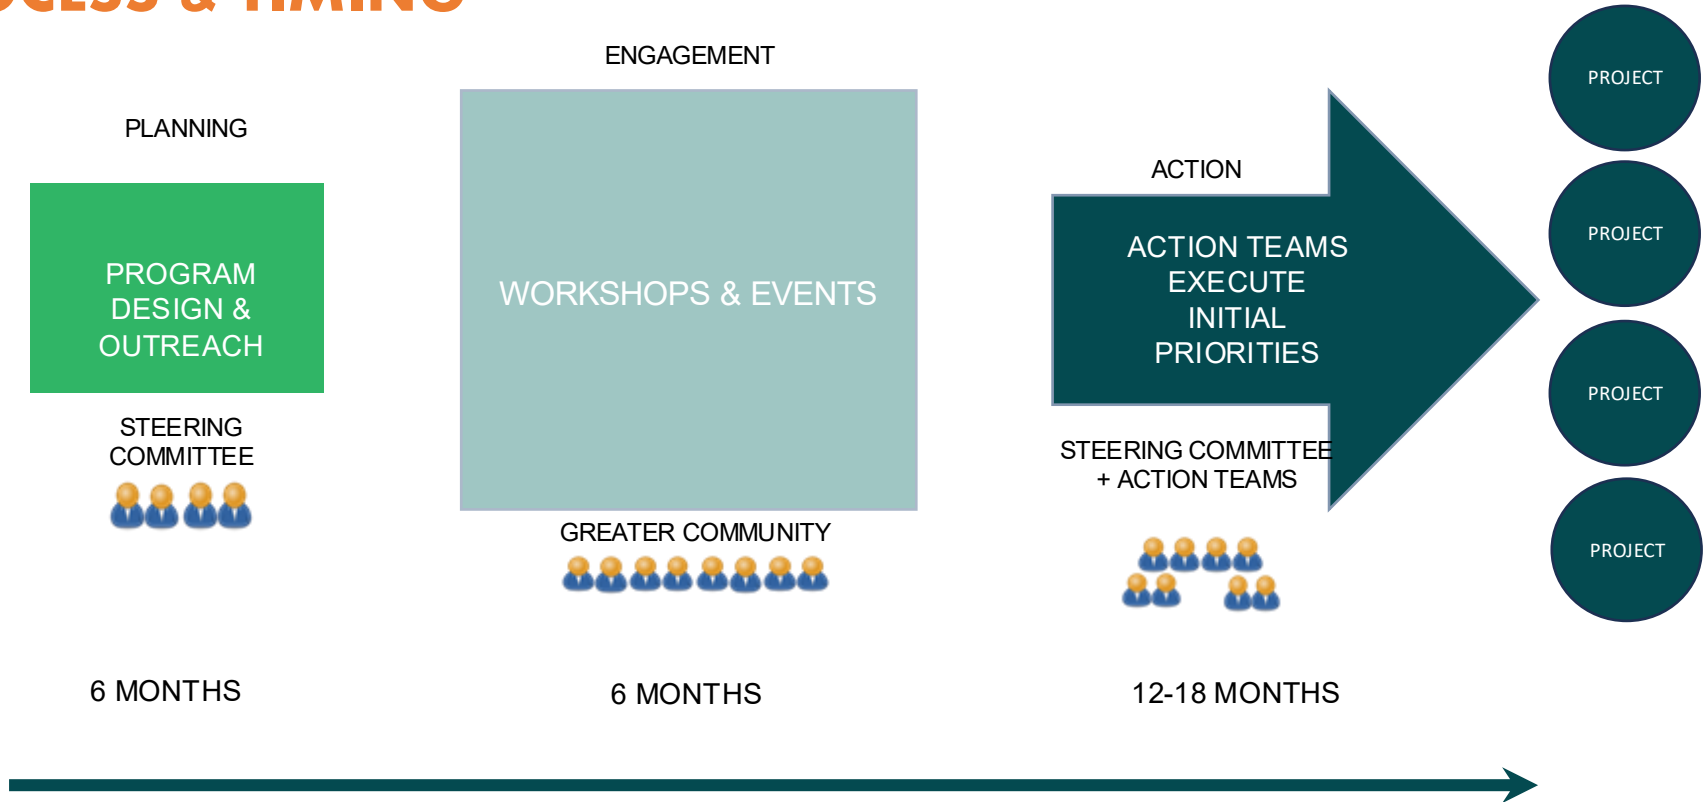 & TIMING
ENGAGEMENT
PLANNING
PROGRAM
DESIGN &
OUTREACH
STEERING
COMMITTEE
6 MONTHS
WORKSHOPS & EVENTS
GREATER COMMUNITY
6 MONTHS
ACTION
ACTION TEAMS
EXECUTE
INITIAL
PRIORITIES
STEERING COMMITTEE
+ ACTION TEAMS
12-18 MONTHS
PROJECT
PROJECT
PROJECT
PROJECT